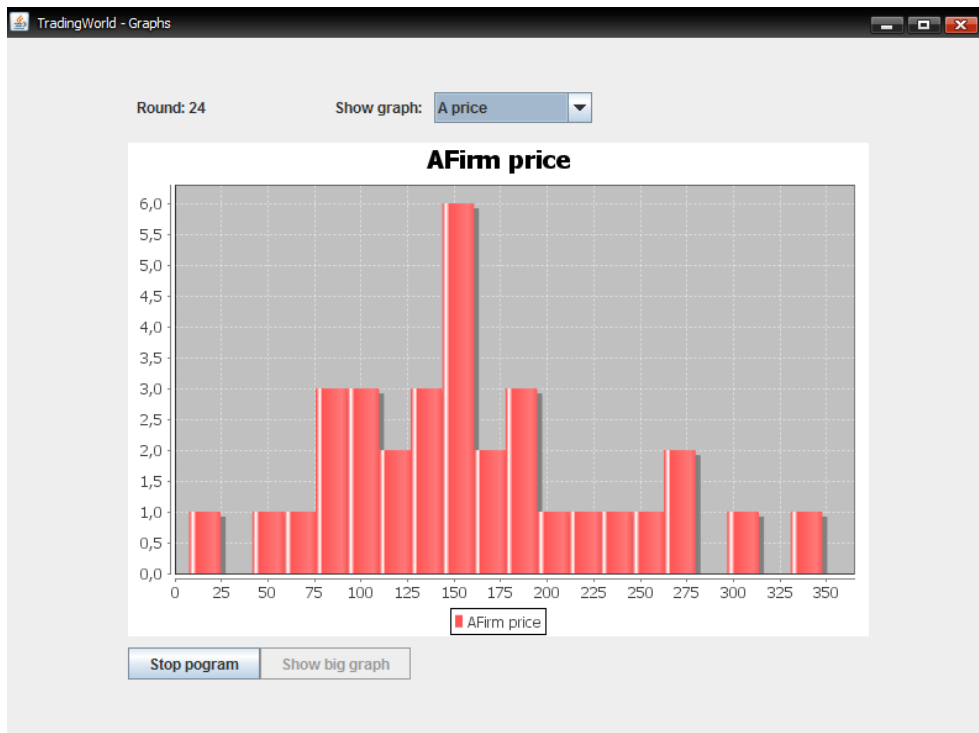 TradingWorld - Graphs
Round: 24
Show graph: A price
AFirm price
6,0
5,5
5,0
4,5
4,0
3,5
3,0
2,5
2,0
1,5
1,0
0,5
0,0
0 25 50 75 100 125 150 175 200 225 250 275 300 325 350
AFirm price
Stop pogram Show big graph